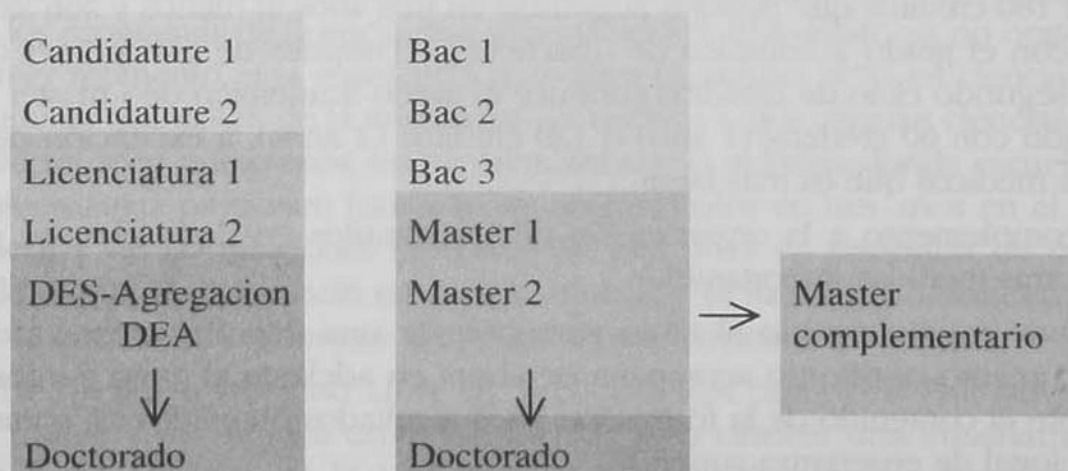 Candidature 1
Candidature 2
Licenciatura 1
Licenciatura 2
DES-Agregacion
DEA
Doctorado
Bac 1
Bac 2
Bac 3
Master 1
Master 2
Doctorado
Master
complementario